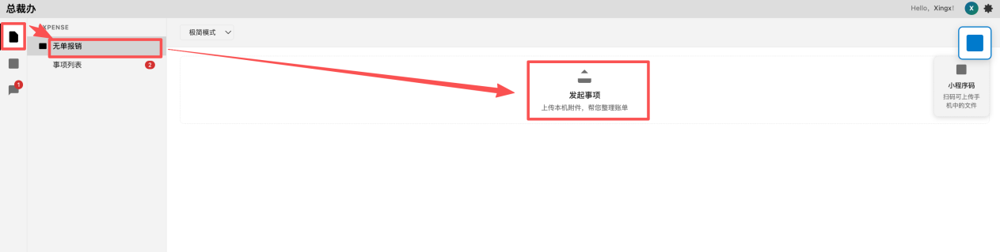 总裁办
Hello, Xingx!
X
XPENSE
无单报销
事项列表
2
1
极简模式
发起事项
上传本机附件，帮您整理账单
小程序码
扫码可上传手
机中的文件